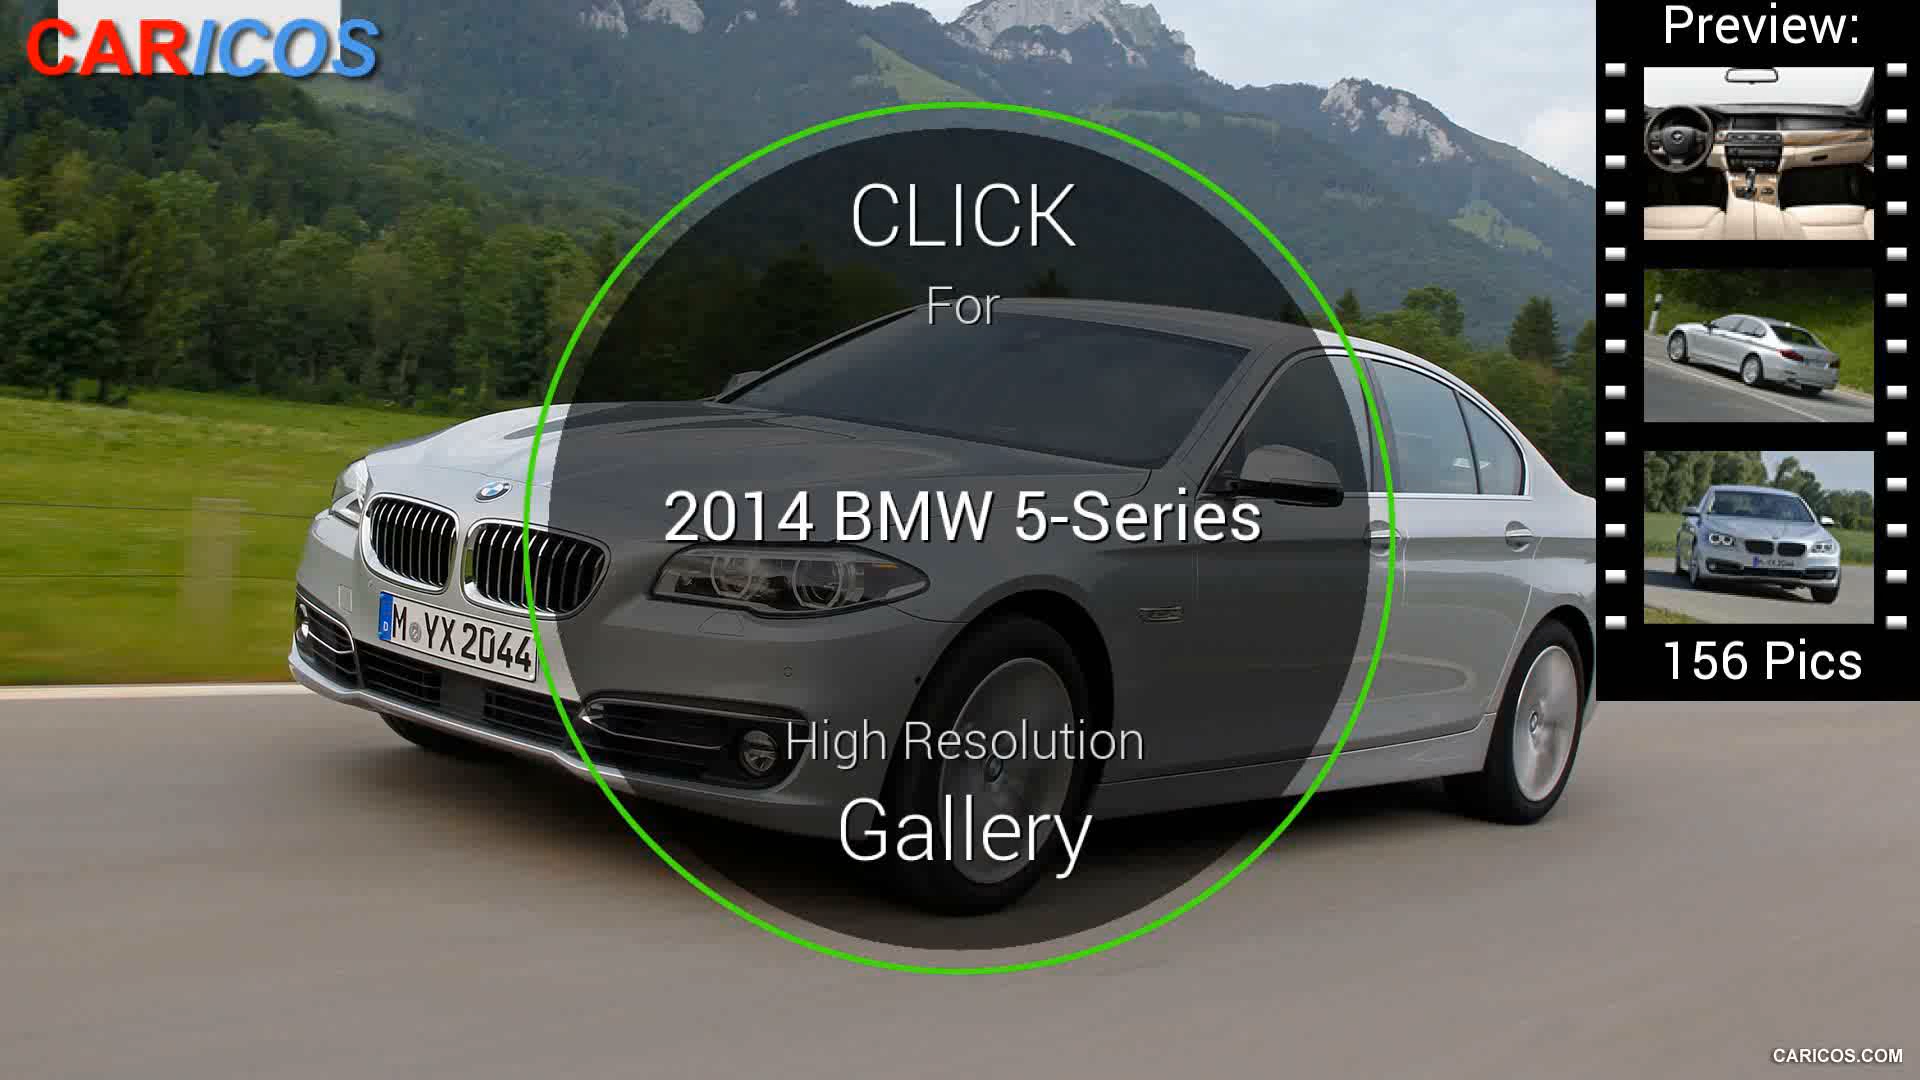 CARICOS
Preview:
CLICK
For
2014 BMW 5-Series
M YX 2044
D
High Resolution
Gallery
156 Pics
CARICOS.COM